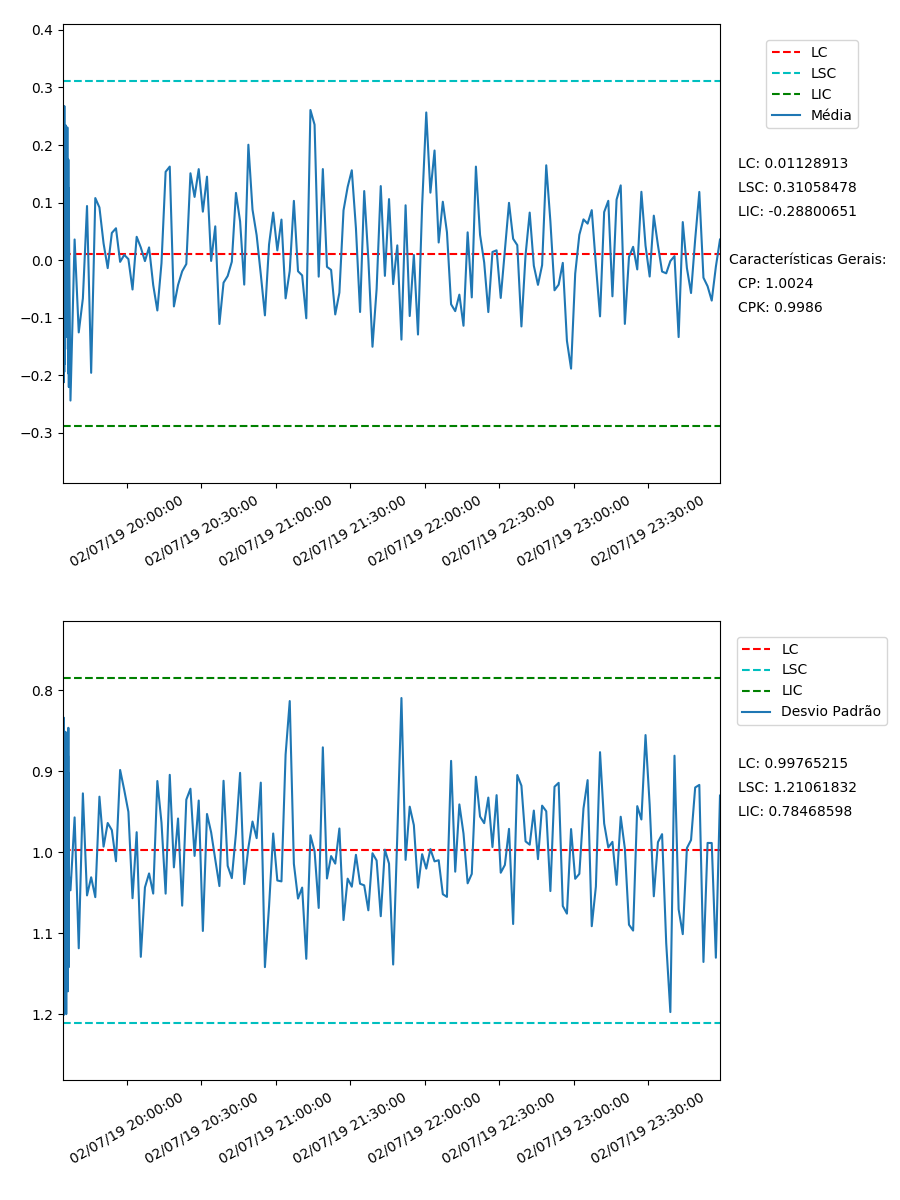 0.4
0.3
0.2
0.1
0.0
−0.1
−0.2
−0.3
02/07/19 20:00:00
02/07/19 20:30:00
02/07/19 21:00:00
02/07/19 21:30:00
02/07/19 22:00:00
02/07/19 22:30:00
02/07/19 23:00:00
02/07/19 23:30:00
LC
LSC
LIC
Média
LC: 0.01128913
LSC: 0.31058478
LIC: -0.28800651
Características Gerais:
CP: 1.0024
CPK: 0.9986
0.8
0.9
1.0
1.1
1.2
02/07/19 20:00:00
02/07/19 20:30:00
02/07/19 21:00:00
02/07/19 21:30:00
02/07/19 22:00:00
02/07/19 22:30:00
02/07/19 23:00:00
02/07/19 23:30:00
LC
LSC
LIC
Desvio Padrão
LC: 0.99765215
LSC: 1.21061832
LIC: 0.78468598